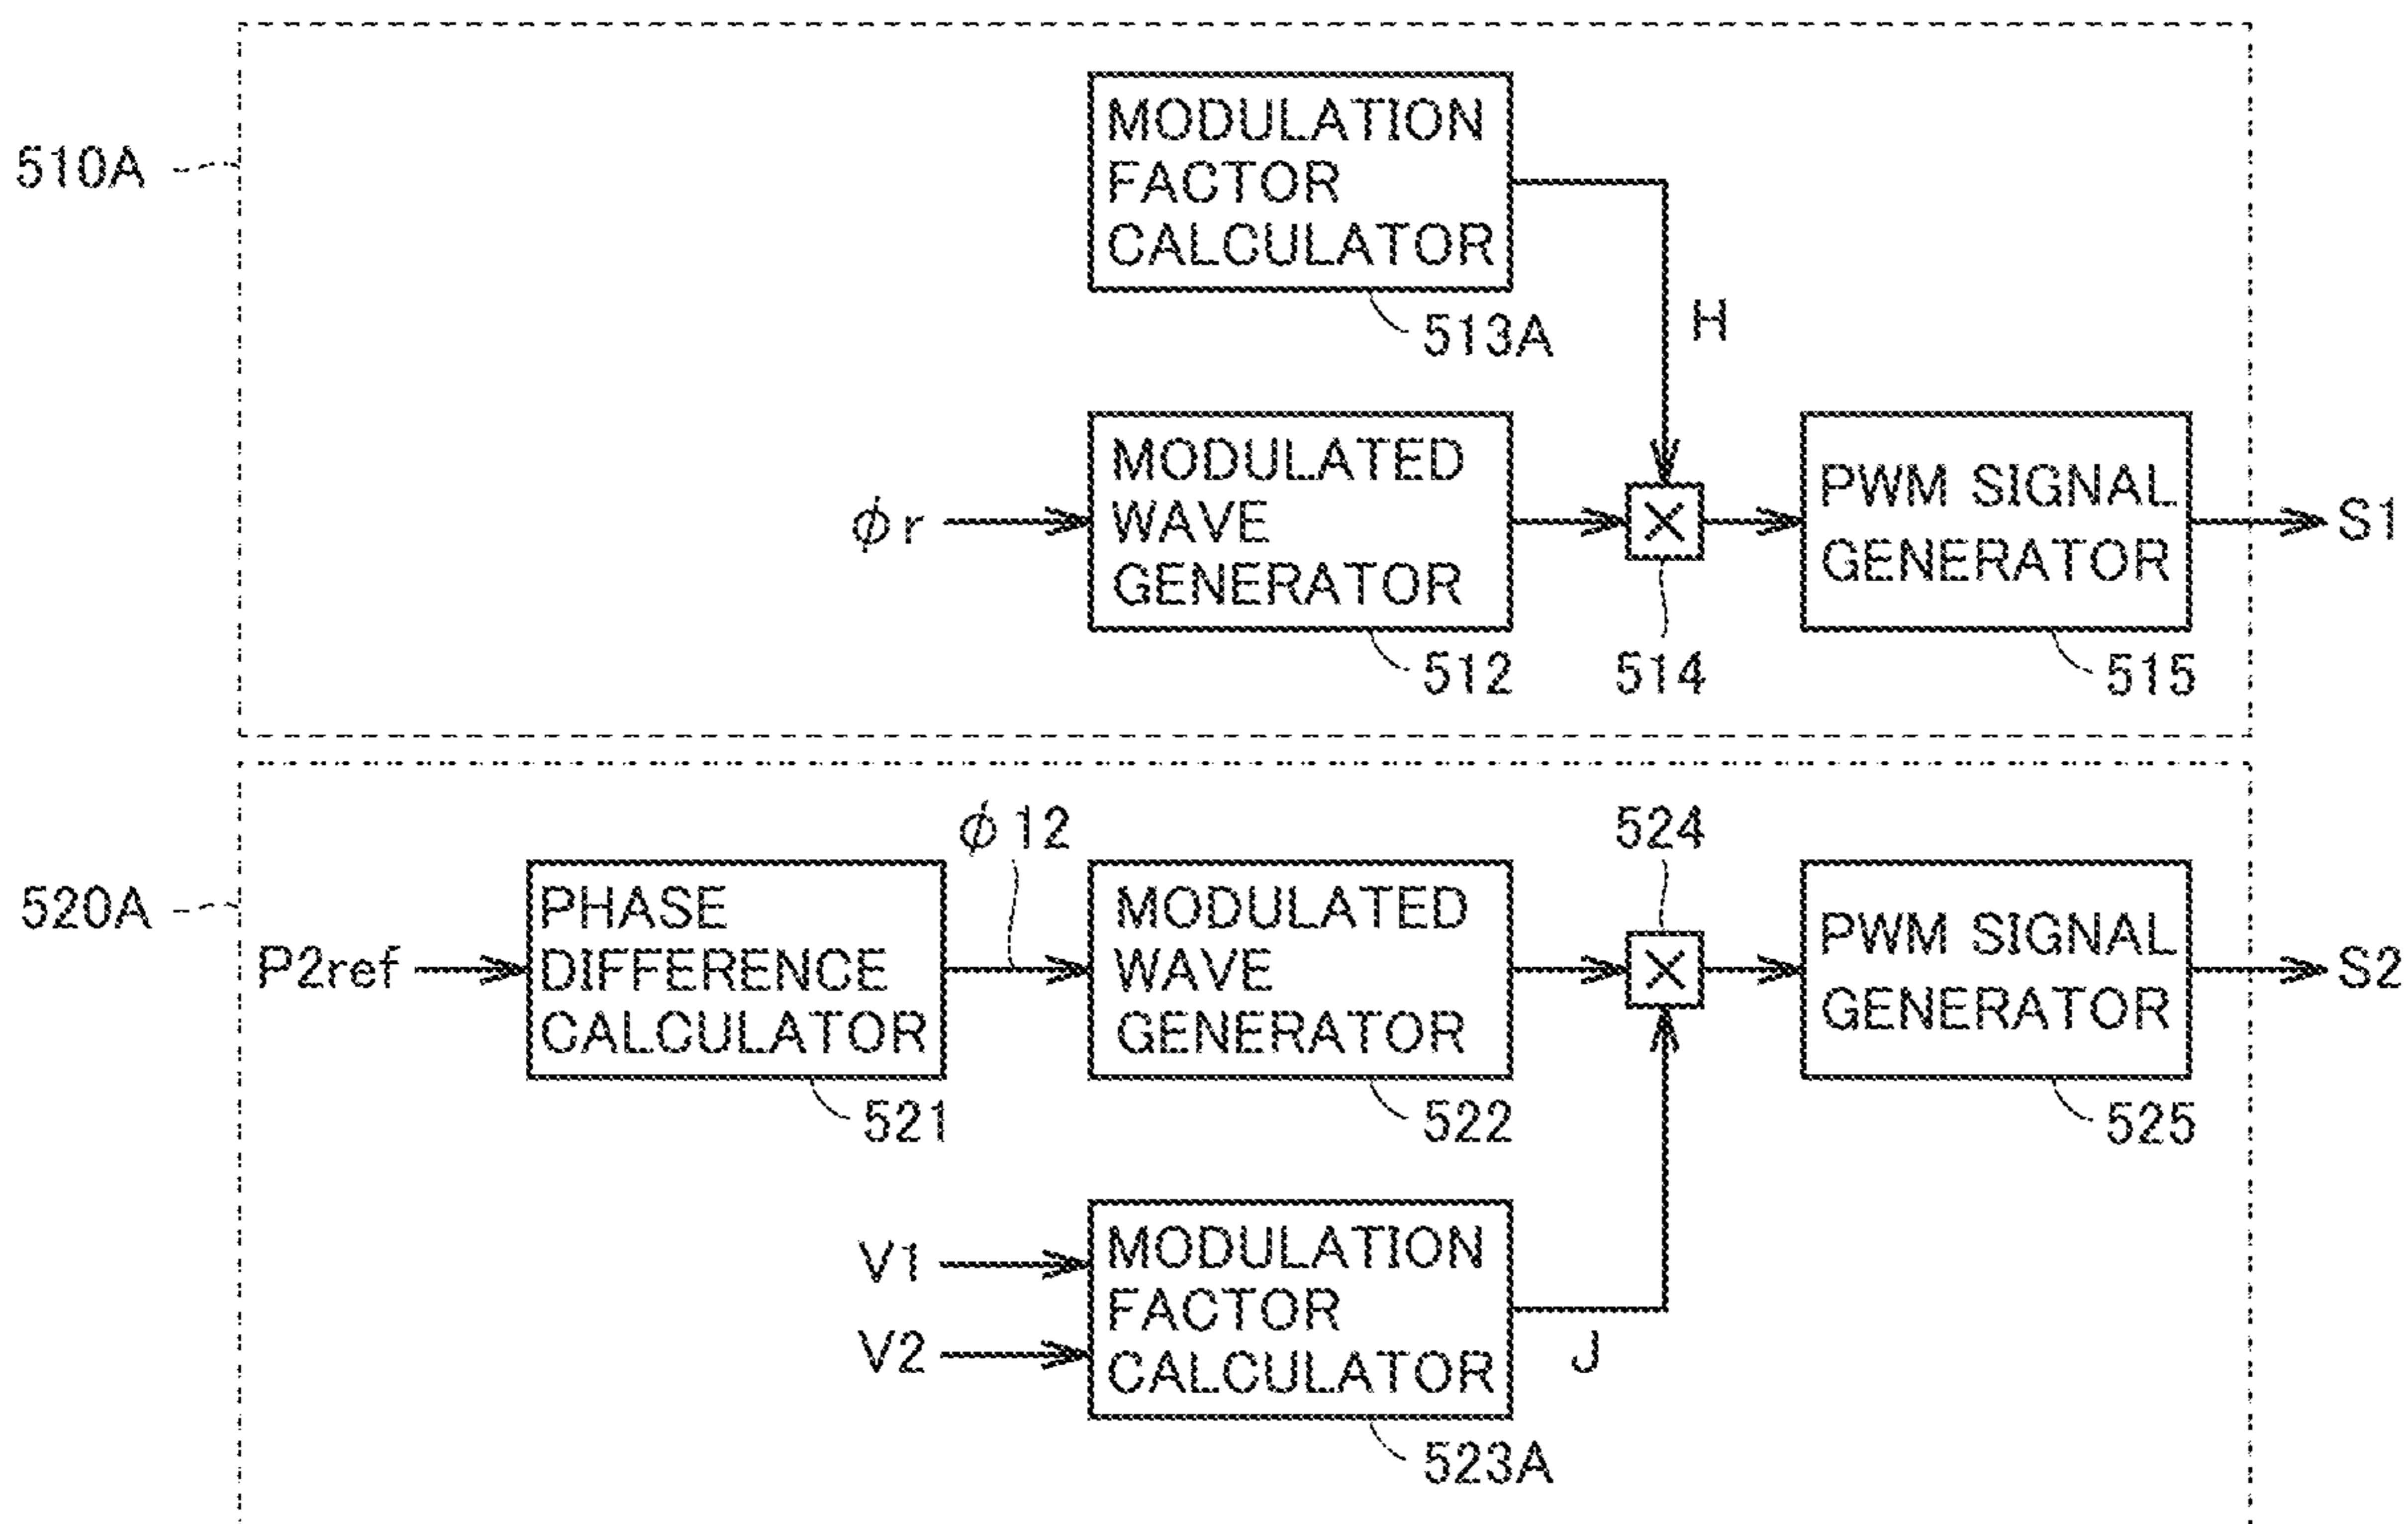 510A
MODULATION
FACTOR
CALCULATOR
513A
H
φr
MODULATED
WAVE
GENERATOR
512
×
514
PWM SIGNAL
GENERATOR
515
S1
520A
P2ref
PHASE
DIFFERENCE
CALCULATOR
521
φ12
MODULATED
WAVE
GENERATOR
522
524
×
PWM SIGNAL
GENERATOR
525
S2
V1
V2
MODULATION
FACTOR
CALCULATOR
523A
J